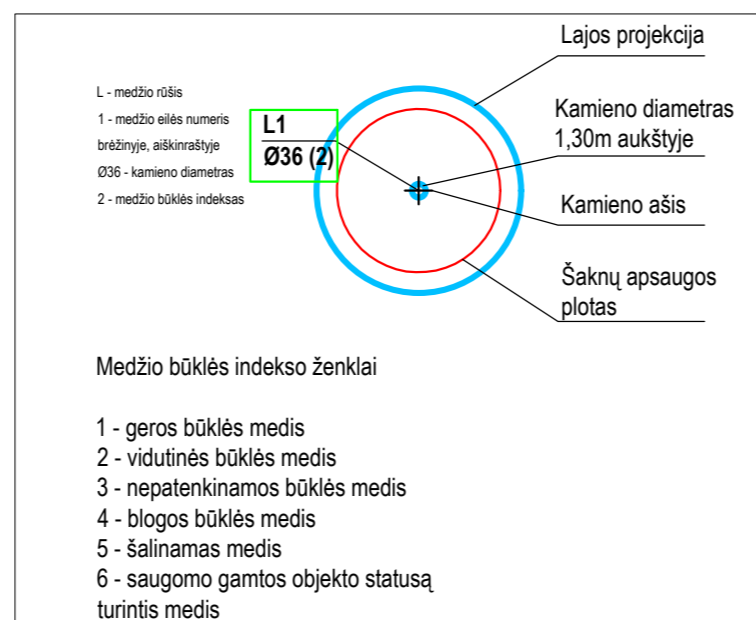 L - medžio rūšis
1 - medžio eilės numeris
brėžinyje, aiškinraštyje
Ø36 - kamieno diametras
2 - medžio būklės indeksas
L1
Ø36 (2)
Lajos projekcija
Kamieno diametras
1,30m aukštyje
Kamieno ašis
Šaknų apsaugos
plotas
Medžio būklės indekso ženklai
1 - geros būklės medis
2 - vidutinės būklės medis
3 - nepatenkinamos būklės medis
4 - blogos būklės medis
5 - šalinamas medis
6 - saugomo gamtos objekto statusą
turintis medis